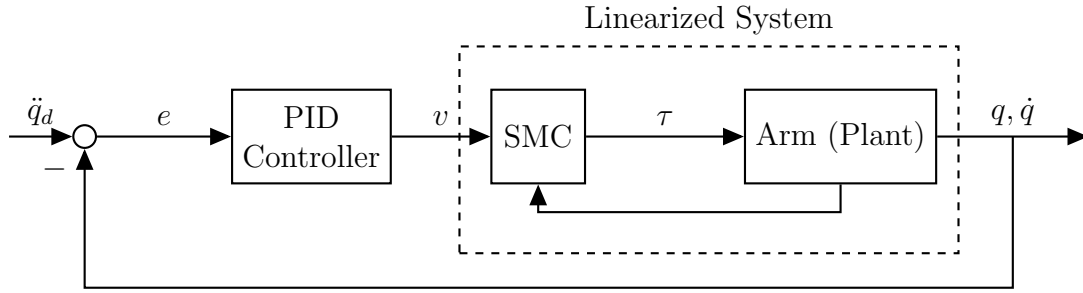 Linearized System
q̈_d
e
PID
Controller
v
SMC
τ
Arm (Plant)
q, q̇
−